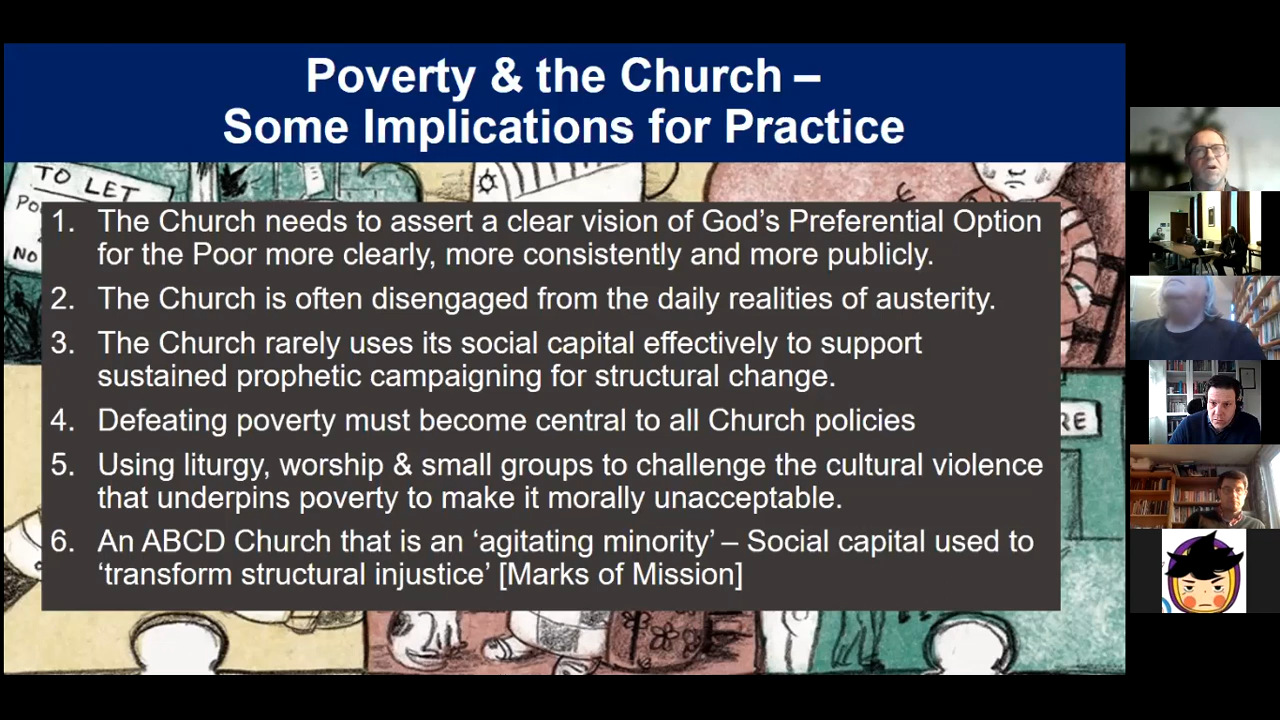 Poverty & the Church –
Some Implications for Practice
TO LET
NO
RE
1. The Church needs to assert a clear vision of God's Preferential Option
for the Poor more clearly, more consistently and more publicly.
2. The Church is often disengaged from the daily realities of austerity.
3. The Church rarely uses its social capital effectively to support
sustained prophetic campaigning for structural change.
4. Defeating poverty must become central to all Church policies
5. Using liturgy, worship & small groups to challenge the cultural violence
that underpins poverty to make it morally unacceptable.
6. An ABCD Church that is an ‘agitating minority’ – Social capital used to
‘transform structural injustice’ [Marks of Mission]